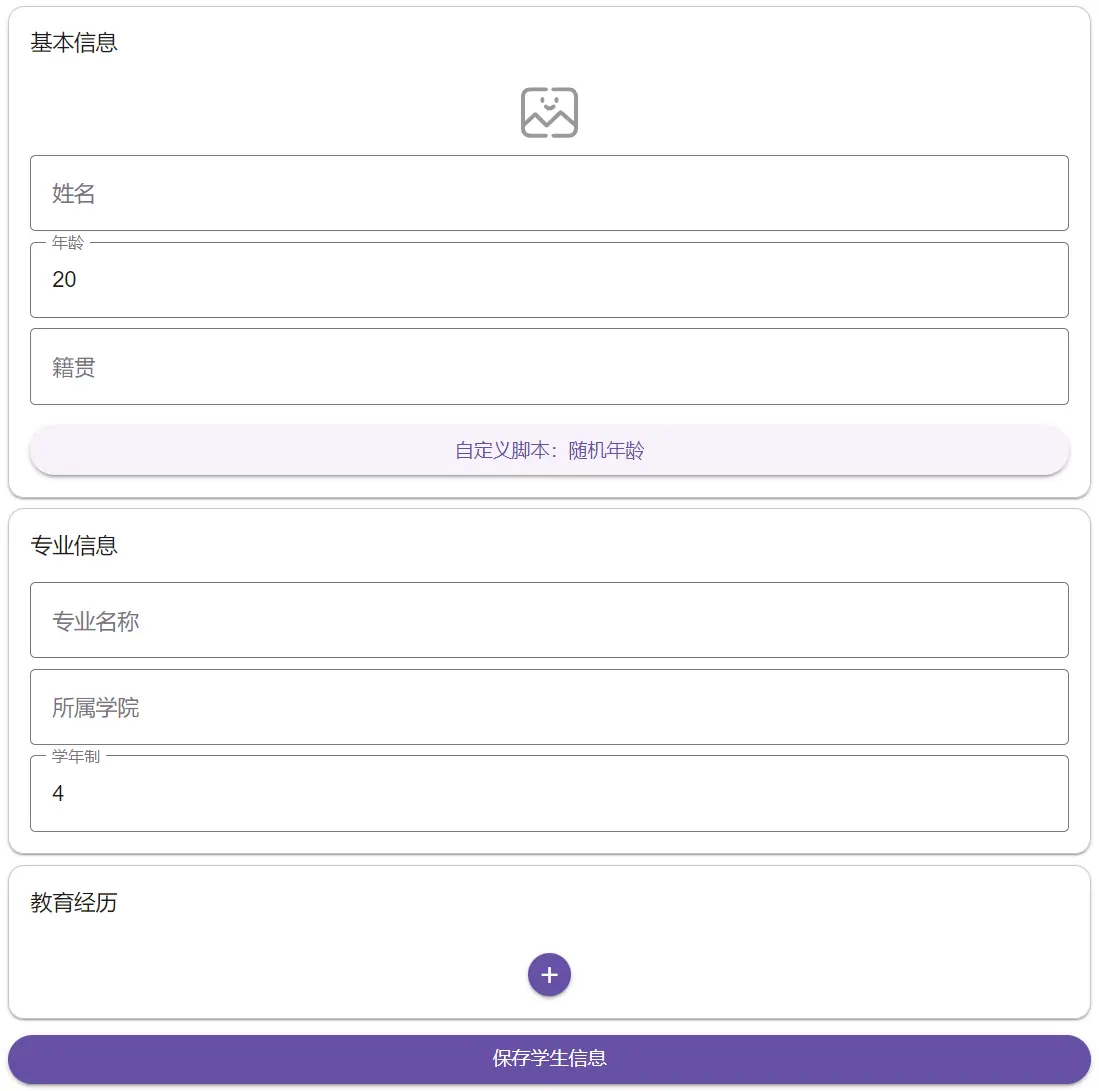 基本信息
姓名
年龄
20
籍贯
自定义脚本：随机年龄
专业信息
专业名称
所属学院
学年制
4
教育经历
保存学生信息